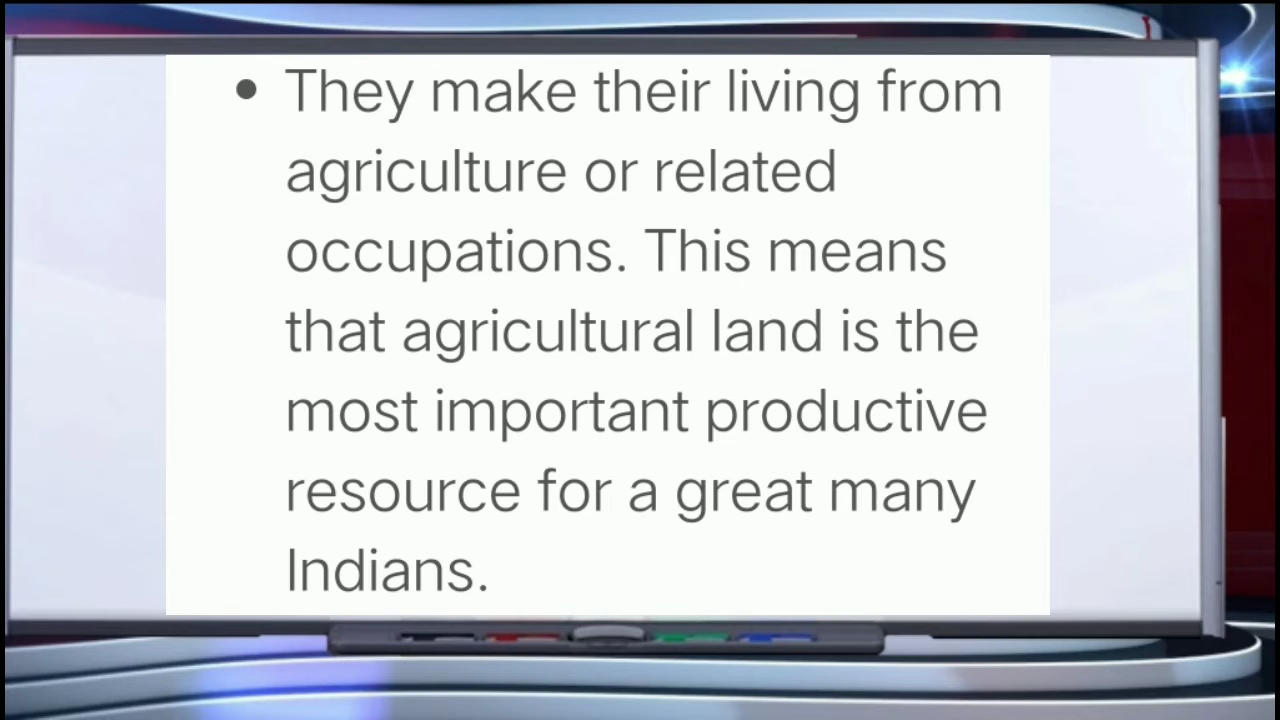 • They make their living from
agriculture or related
occupations. This means
that agricultural land is the
most important productive
resource for a great many
Indians.